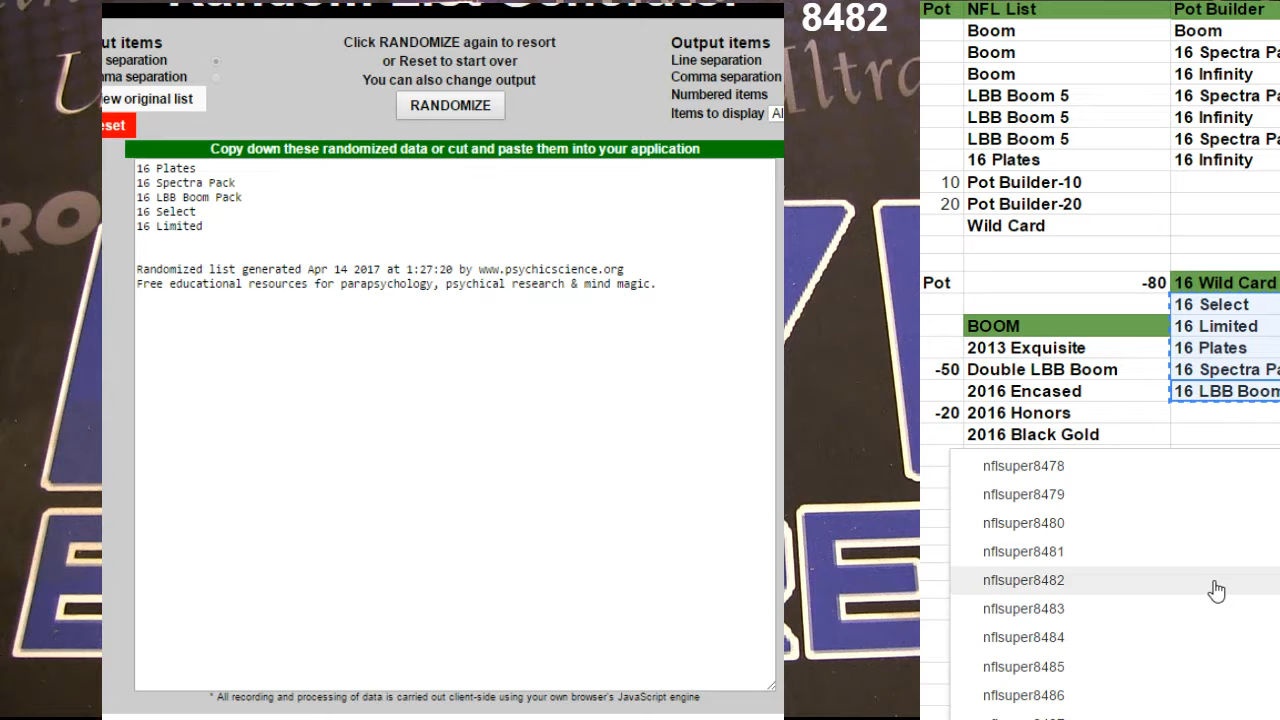 8482
ut items
separation
ma separation
ew original list
set
Click RANDOMIZE again to resort
or Reset to start over
You can also change output
RANDOMIZE
Output items
Line separation
Comma separation
Numbered items
Items to display
Copy down these randomized data or cut and paste them into your application
16 Plates
16 Spectra Pack
16 LBB Boom Pack
16 Select
16 Limited
Randomized list generated Apr 14 2017 at 1:27:20 by www.psychicscience.org
Free educational resources for parapsychology, psychical research & mind magic.
* All recording and processing of data is carried out client-side using your own browser's JavaScript engine
Pot NFL List Pot Builder
Boom Boom
Boom 16 Spectra Pa
Boom 16 Infinity
LBB Boom 5 16 Spectra Pa
LBB Boom 5 16 Infinity
LBB Boom 5 16 Spectra Pa
16 Plates 16 Infinity
10 Pot Builder-10
20 Pot Builder-20
Wild Card
Pot -80 16 Wild Card
16 Select
BOOM 16 Limited
2013 Exquisite 16 Plates
-50 Double LBB Boom 16 Spectra Pa
2016 Encased 16 LBB Boom
-20 2016 Honors
2016 Black Gold
nflsuper8478
nflsuper8479
nflsuper8480
nflsuper8481
nflsuper8482
nflsuper8483
nflsuper8484
nflsuper8485
nflsuper8486